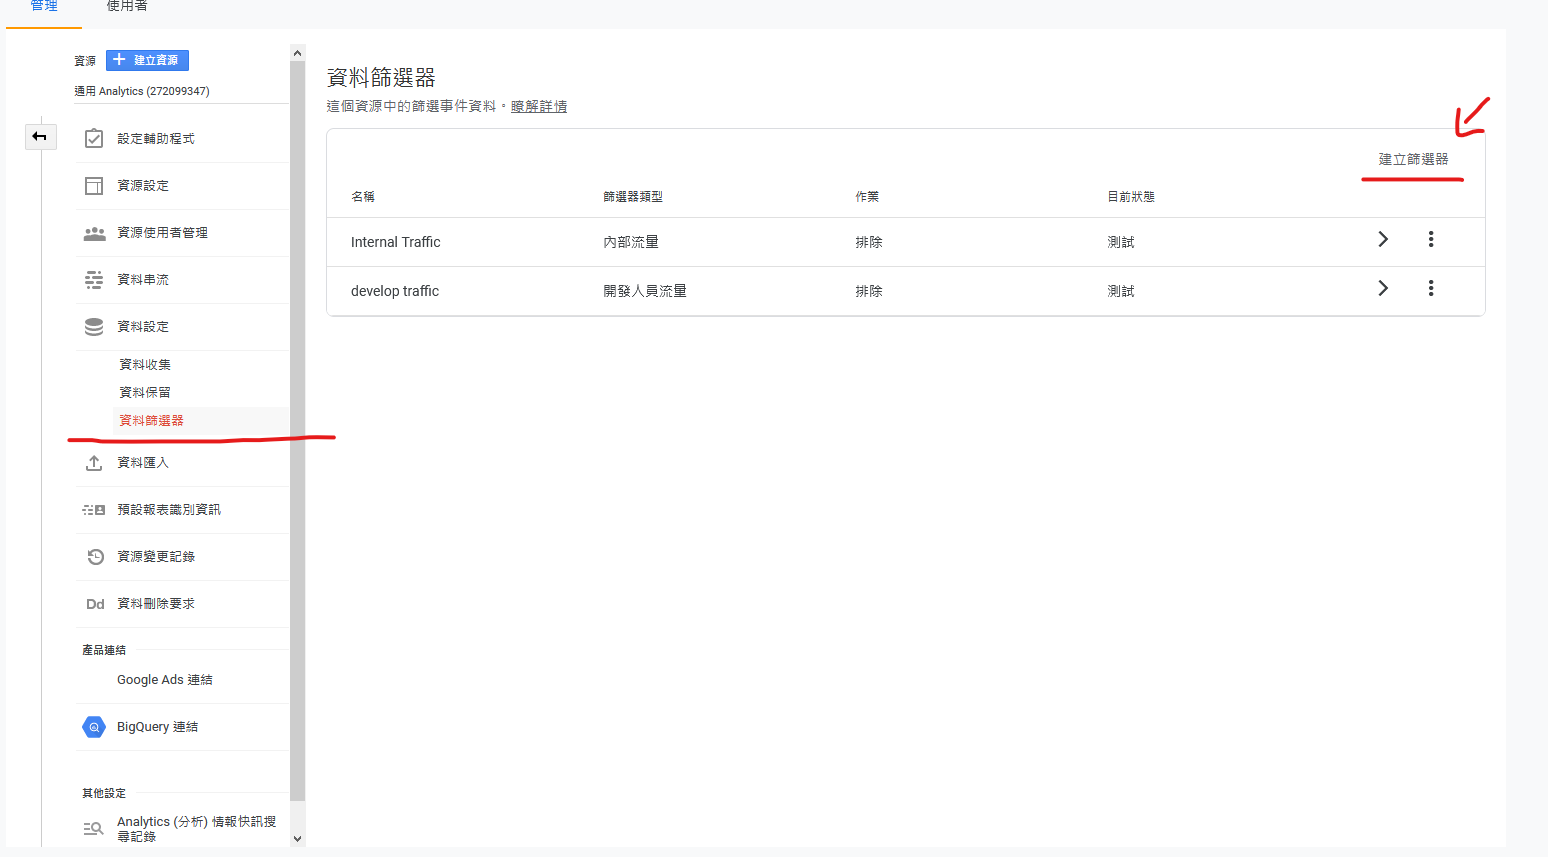 管理
使用者
資源
建立資源
通用 Analytics (272099347)
設定輔助程式
資源設定
資源使用者管理
資料串流
資料設定
資料收集
資料保留
資料篩選器
資料匯入
預設報表識別資訊
資源變更記錄
Dd 資料刪除要求
產品連結
Google Ads 連結
BigQuery 連結
其他設定
Analytics (分析) 情報快訊搜
尋記錄
資料篩選器
這個資源中的篩選事件資料。瞭解詳情
建立篩選器
名稱 篩選器類型 作業 目前狀態
Internal Traffic 內部流量 排除 測試
develop traffic 開發人員流量 排除 測試